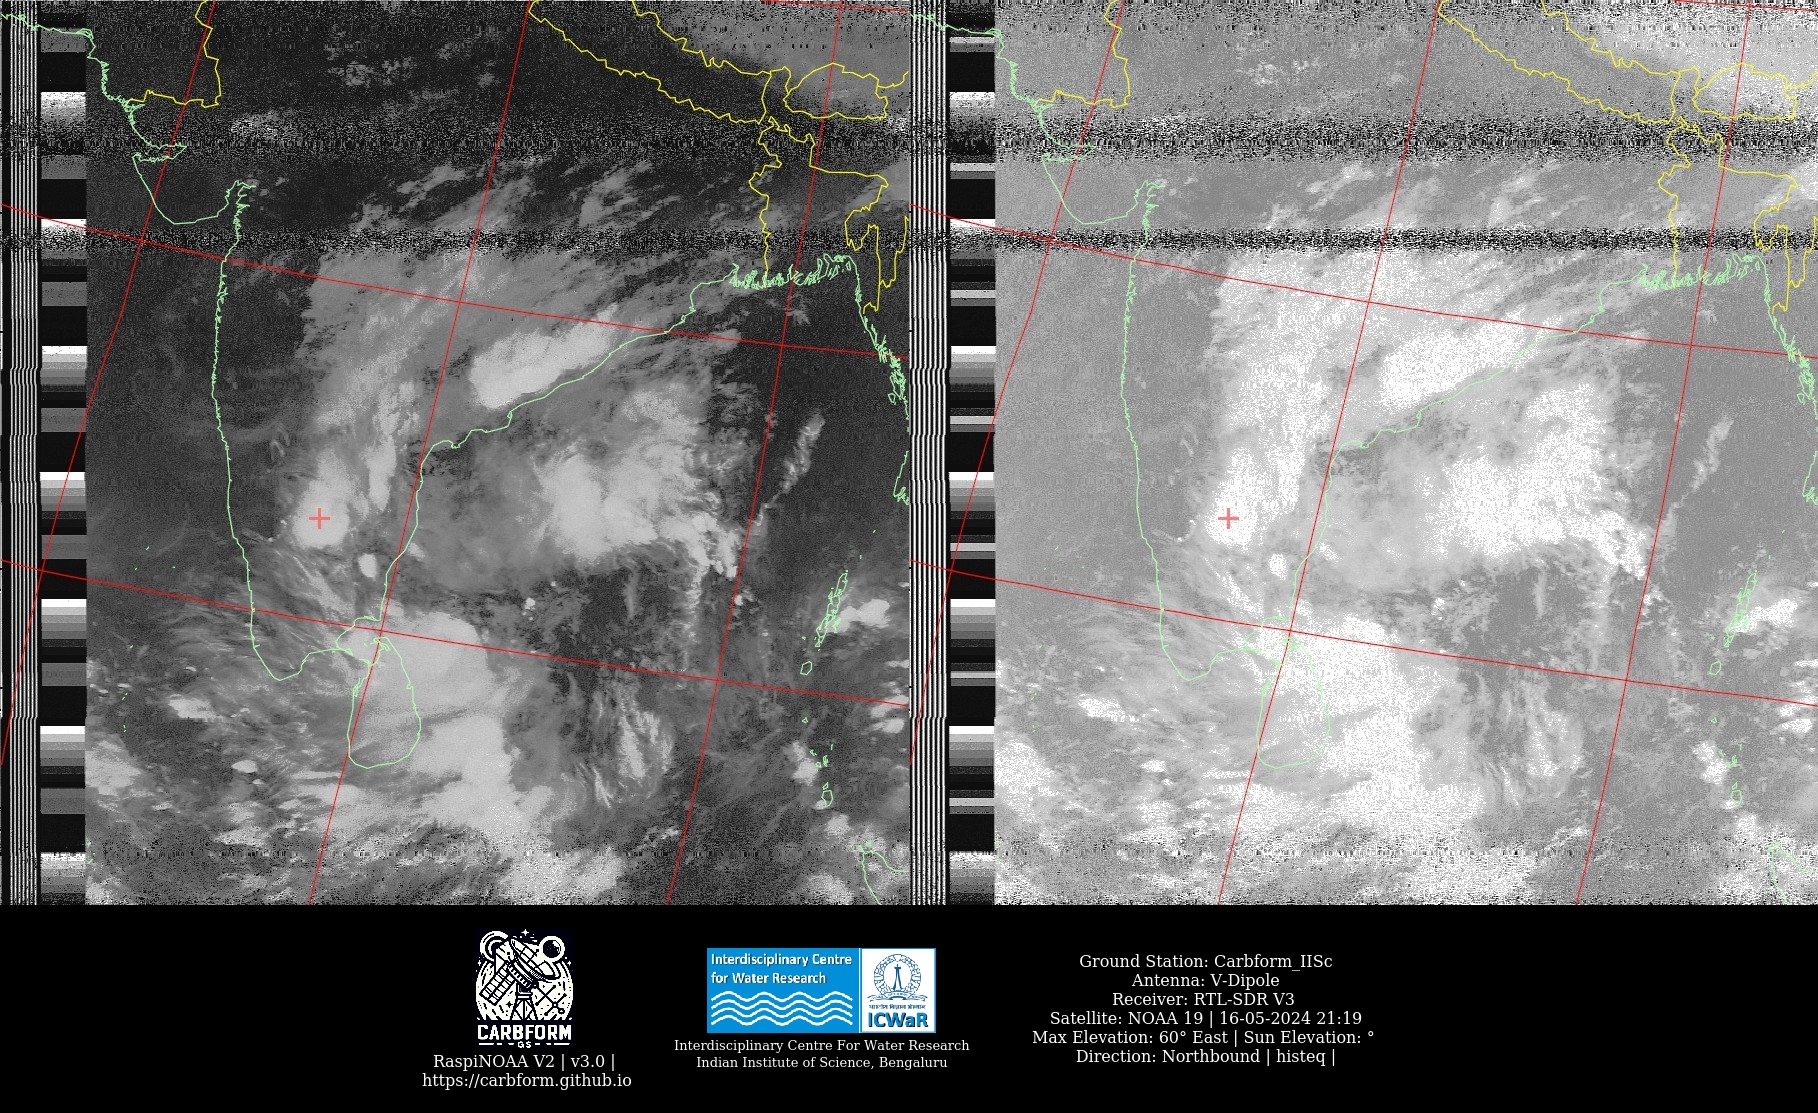 CARBFORM
GS
RaspiNOAA V2 | v3.0 |
https://carbform.github.io
Interdisciplinary Centre
for Water Research
ICWaR
Interdisciplinary Centre For Water Research
Indian Institute of Science, Bengaluru
Ground Station: Carbform_IISc
Antenna: V-Dipole
Receiver: RTL-SDR V3
Satellite: NOAA 19 | 16-05-2024 21:19
Max Elevation: 60° East | Sun Elevation: °
Direction: Northbound | histeq |